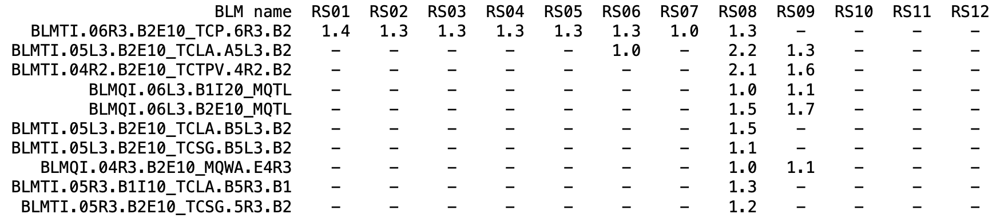 BLM name RS01 RS02 RS03 RS04 RS05 RS06 RS07 RS08 RS09 RS10 RS11 RS12
BLMTI.06R3.B2E10_TCP.6R3.B2 1.4 1.3 1.3 1.3 1.3 1.3 1.0 1.3 – – – –
BLMTI.05L3.B2E10_TCLA.A5L3.B2 – – – – – 1.0 – 2.2 1.3 – – –
BLMTI.04R2.B2E10_TCTPV.4R2.B2 – – – – – – – 2.1 1.6 – – –
BLMQI.06L3.B1I20_MQTL – – – – – – – 1.0 1.1 – – –
BLMQI.06L3.B2E10_MQTL – – – – – – – 1.5 1.7 – – –
BLMTI.05L3.B2E10_TCLA.B5L3.B2 – – – – – – – 1.5 – – – –
BLMTI.05L3.B2E10_TCSG.B5L3.B2 – – – – – – – 1.1 – – – –
BLMQI.04R3.B2E10_MQWA.E4R3 – – – – – – – 1.0 1.1 – – –
BLMTI.05R3.B1I10_TCLA.B5R3.B1 – – – – – – – 1.3 – – – –
BLMTI.05R3.B2E10_TCSG.5R3.B2 – – – – – – – 1.2 – – – –